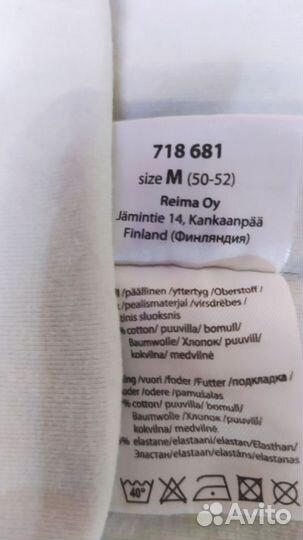 718 681
size M (50-52)
Reima Oy
Jämintie 14, Kankaanpää
Finland (Финляндия)
/päällinen /yttertyg/Oberstoff /
/pealismaterjal /virsdrēbes/
sluoksnis
% cotton/ puuvilla/ bomull/
Baumwolle/ Хлопок/ puuvill/
kokvilna/ medvilnė
/vuori /foder /Futter /подкладка /
/odere /pamušalas
% cotton/ puuvilla/ bomull/
Baumwolle /Хлопок/ puuvill/
kokvilna/ medvilnė
% elastane/elastaani/elastan/Elasthan/
Эластан/elastaan/elastāns/elastanas
40°
Avito